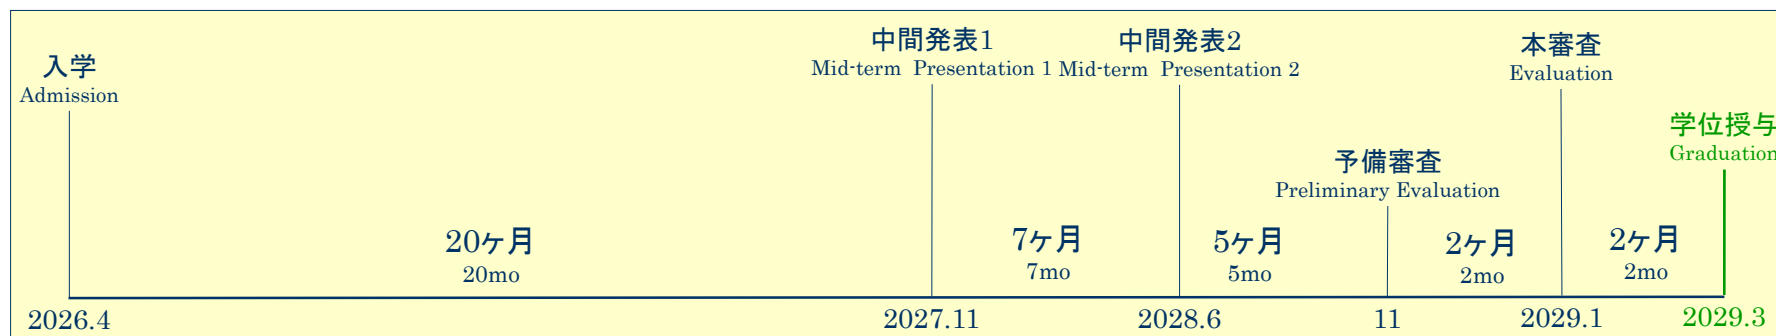 入学
Admission
中間発表1
Mid-term Presentation 1
中間発表2
Mid-term Presentation 2
予備審査
Preliminary Evaluation
本審査
Evaluation
学位授与
Graduation
20ヶ月
20mo
7ヶ月
7mo
5ヶ月
5mo
2ヶ月
2mo
2ヶ月
2mo
2026.4
2027.11
2028.6
11
2029.1
2029.3